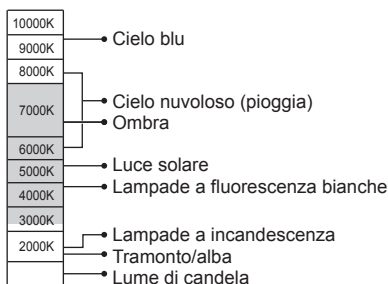 10000K
9000K
Cielo blu
8000K
7000K
Cielo nuvoloso (pioggia)
Ombra
6000K
5000K
Luce solare
4000K
Lampade a fluorescenza bianche
3000K
2000K
Lampade a incandescenza
Tramonto/alba
Lume di candela